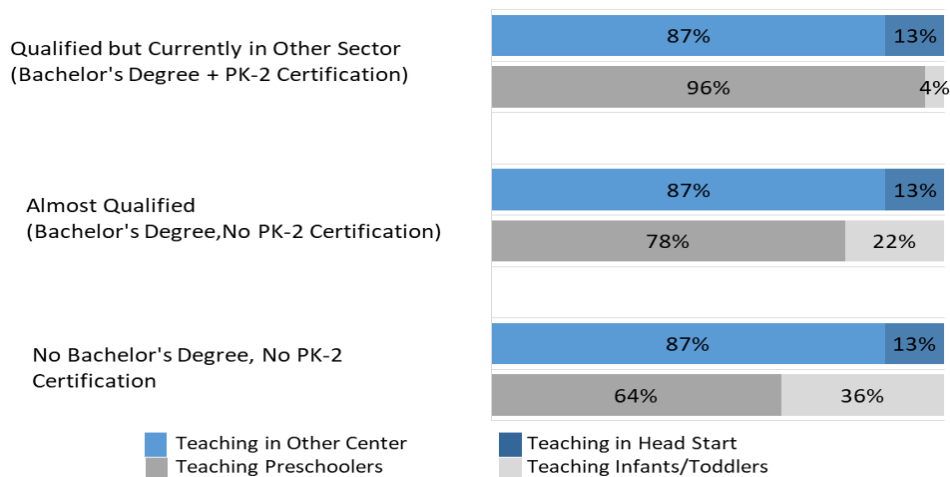 87% 13%
Qualified but Currently in Other Sector
(Bachelor's Degree + PK-2 Certification)
96% 4%
87% 13%
Almost Qualified
(Bachelor's Degree,No PK-2 Certification)
78% 22%
87% 13%
No Bachelor's Degree, No PK-2
Certification
64% 36%
Teaching in Other Center Teaching in Head Start
Teaching Preschoolers Teaching Infants/Toddlers